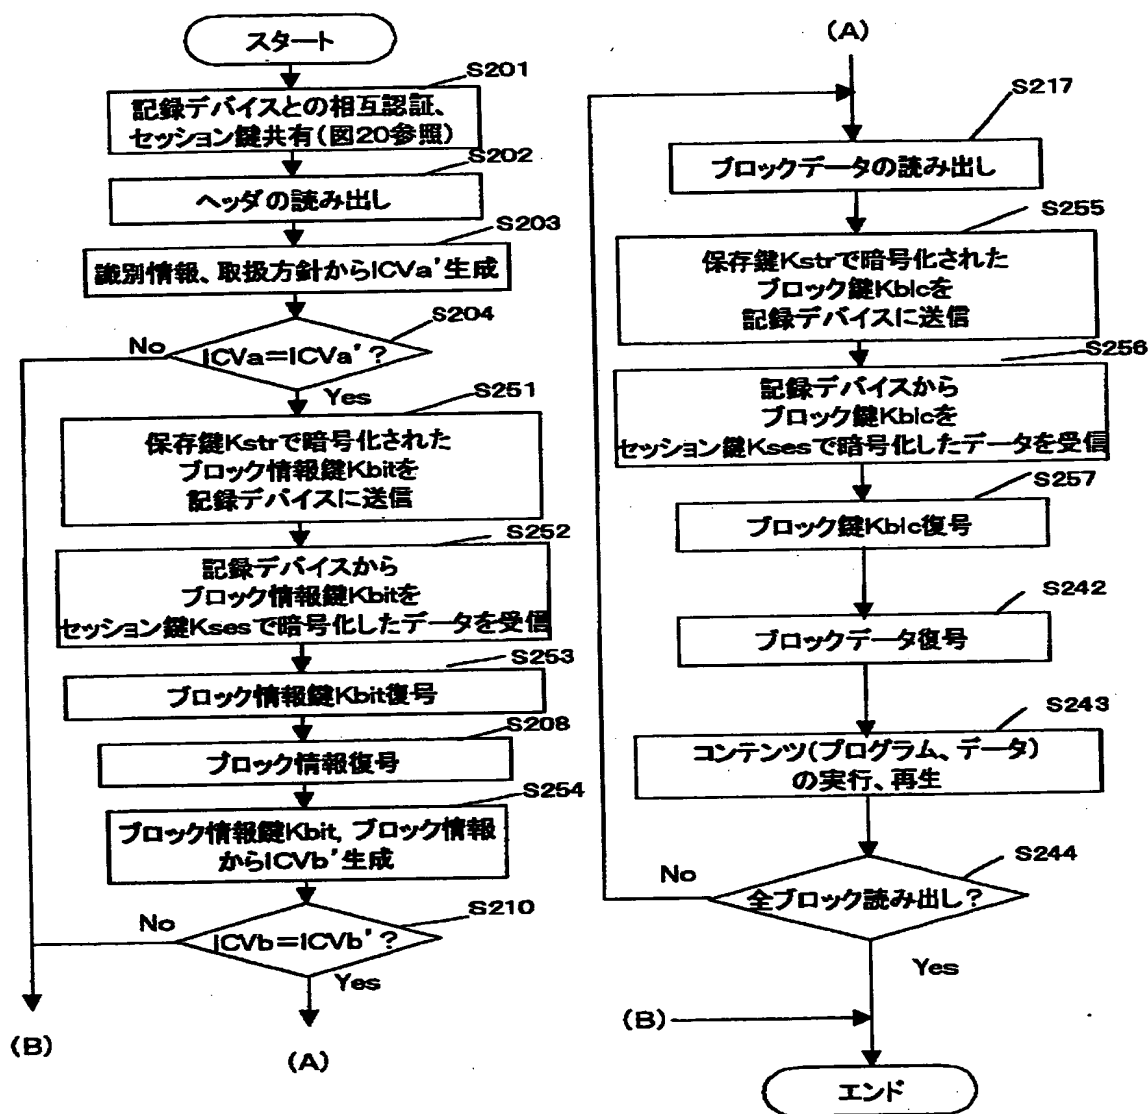 スタート
S201
記録デバイスとの相互認証、
セッション鍵共有(図20参照)
S202
ヘッダの読み出し
S203
識別情報、取扱方針からICVa'生成
S204
No
ICVa=ICVa'?
Yes
S251
保存鍵Kstrで暗号化された
ブロック情報鍵Kbitを
記録デバイスに送信
S252
記録デバイスから
ブロック情報鍵Kbitを
セッション鍵Ksesで暗号化したデータを受信
S253
ブロック情報鍵Kbit復号
S208
ブロック情報復号
S254
ブロック情報鍵Kbit, ブロック情報
からICVb'生成
S210
No
ICVb=ICVb'?
Yes
(B)
(A)
(A)
S217
ブロックデータの読み出し
S255
保存鍵Kstrで暗号化された
ブロック鍵Kblcを
記録デバイスに送信
S256
記録デバイスから
ブロック鍵Kblcを
セッション鍵Ksesで暗号化したデータを受信
S257
ブロック鍵Kblc復号
S242
ブロックデータ復号
S243
コンテンツ(プログラム、データ)
の実行、再生
S244
No
全ブロック読み出し?
Yes
(B)
エンド